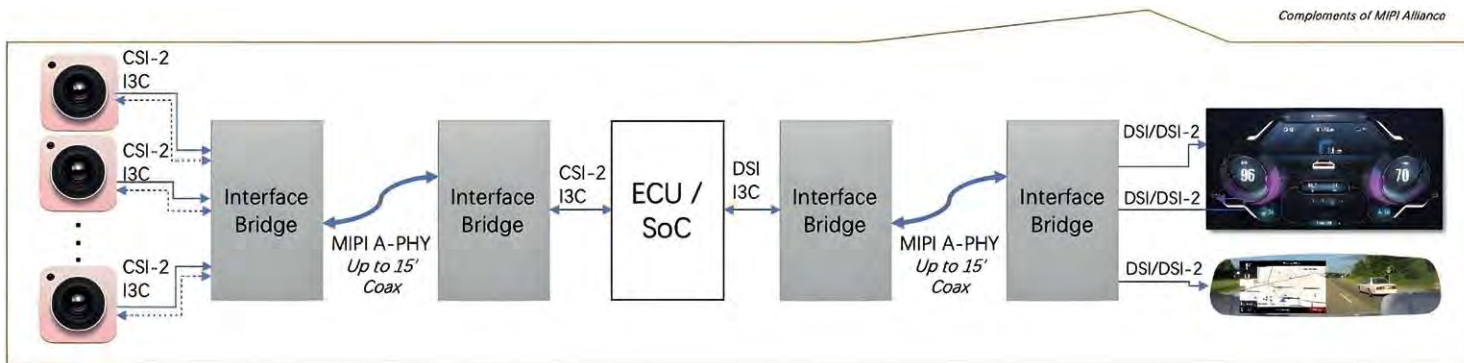 Comploments of MIPI Alliance
CSI-2
I3C
CSI-2
I3C
CSI-2
I3C
Interface
Bridge
MIPI A-PHY
Up to 15'
Coax
Interface
Bridge
CSI-2
I3C
ECU /
SoC
DSI
I3C
Interface
Bridge
MIPI A-PHY
Up to 15'
Coax
Interface
Bridge
DSI/DSI-2
DSI/DSI-2
DSI/DSI-2
96
70